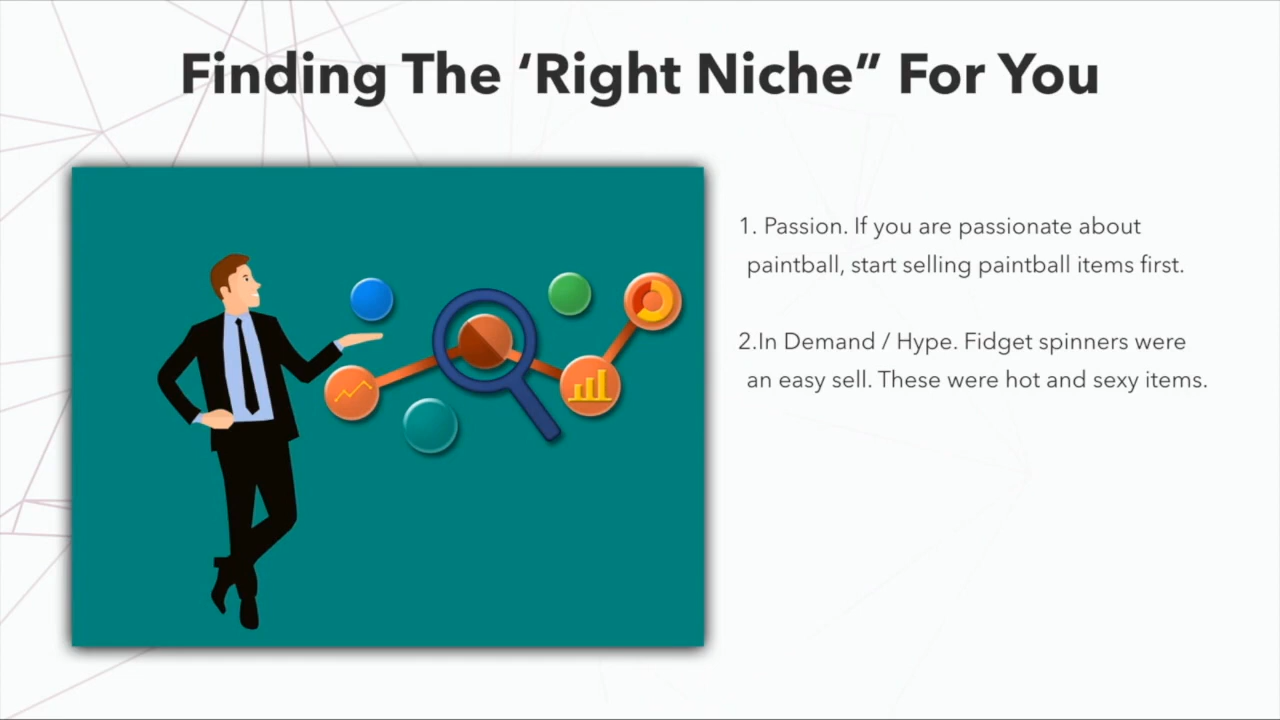 Finding The ‘Right Niche” For You
1. Passion. If you are passionate about
paintball, start selling paintball items first.
2.In Demand / Hype. Fidget spinners were
an easy sell. These were hot and sexy items.